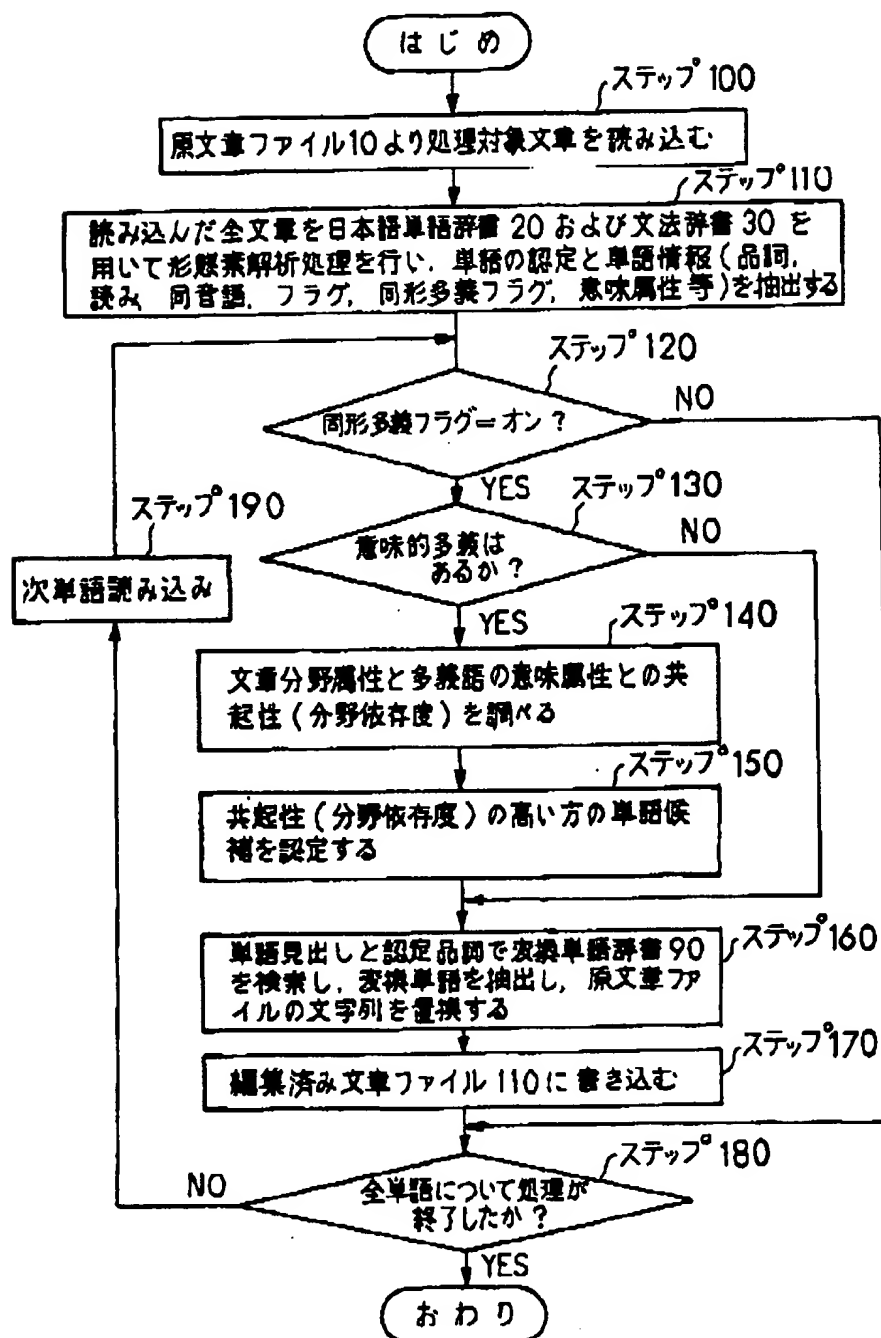 はじめ
ステップ100
原文章ファイル10より処理対象文章を読み込む
ステップ110
読み込んだ全文章を日本語単語辞書20および文法辞書30を
用いて形態素解析処理を行い,単語の認定と単語情報(品詞,
読み,同音語,フラグ,同形多義フラグ,意味属性等)を抽出する
ステップ120
同形多義フラグ=オン?
NO
YES
ステップ130
意味的多義は
あるか?
NO
YES
ステップ190
次単語読み込み
ステップ140
文章分野属性と多義語の意味属性との共
起性(分野依存度)を調べる
ステップ150
共起性(分野依存度)の高い方の単語候
補を認定する
ステップ160
単語見出しと認定品詞で変換単語辞書90
を検索し,変換単語を抽出し,原文章ファ
イルの文字列を置換する
ステップ170
編集済み文章ファイル110に書き込む
ステップ180
全単語について処理が
終了したか?
NO
YES
おわり